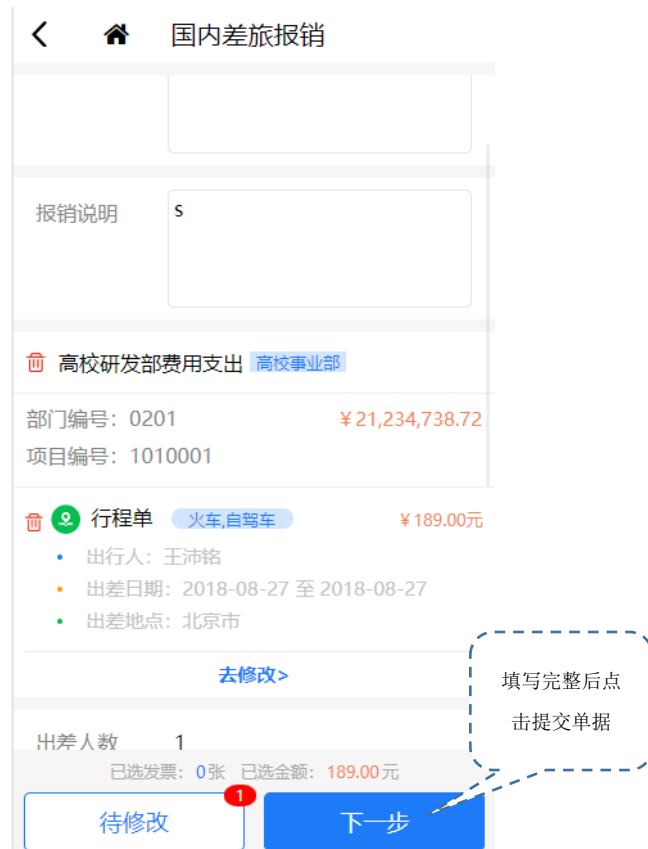 国内差旅报销
报销说明
s
高校研发部费用支出 高校事业部
部门编号：0201 ￥21,234,738.72
项目编号：1010001
行程单 火车,自驾车 ￥189.00元
出行人：王沛铭
出差日期：2018-08-27 至 2018-08-27
出差地点：北京市
去修改>
填写完整后点
击提交单据
出差人数 1
已选发票：0张 已选金额：189.00元
待修改 1 下一步